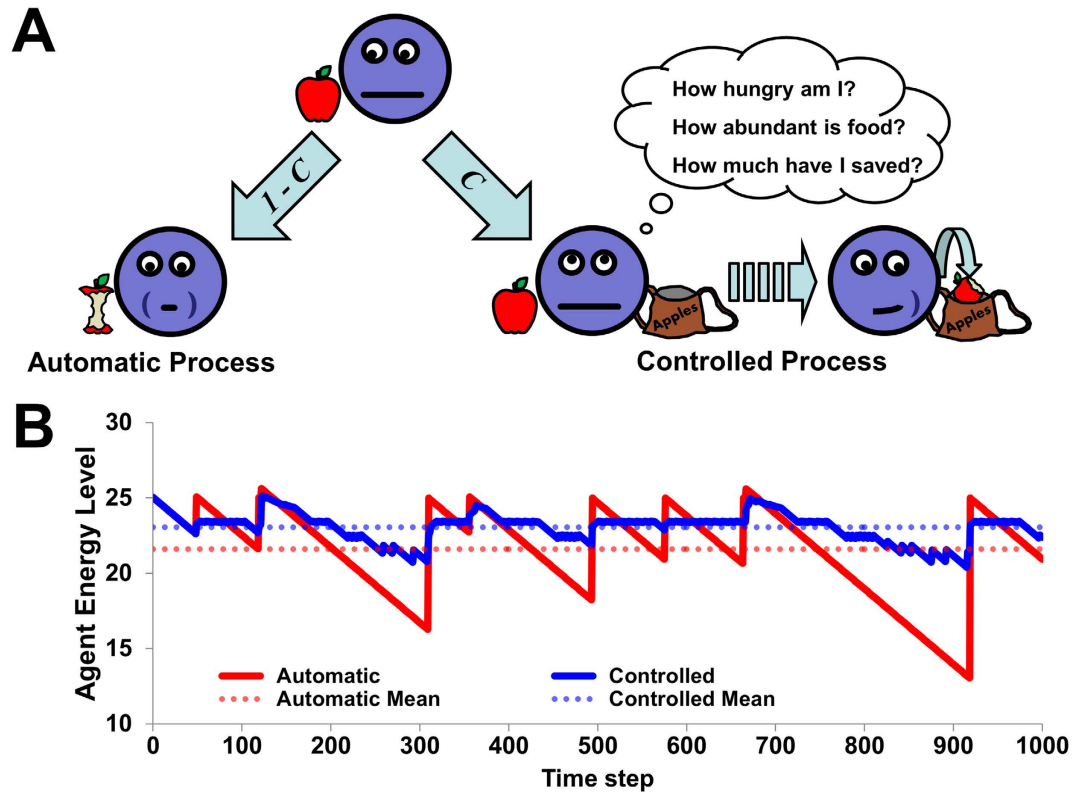 A
How hungry am I?
How abundant is food?
How much have I saved?
1 - C
C
Apples
Apples
Automatic Process
Controlled Process
B
Agent Energy Level
30
25
20
15
10
Automatic
Controlled
Automatic Mean
Controlled Mean
0
100
200
300
400
500
600
700
800
900
1000
Time step